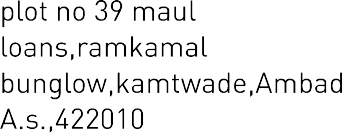 plot no 39 maul
loans,ramkamal
bunglow,kamtwade,Ambad
A.s.,422010